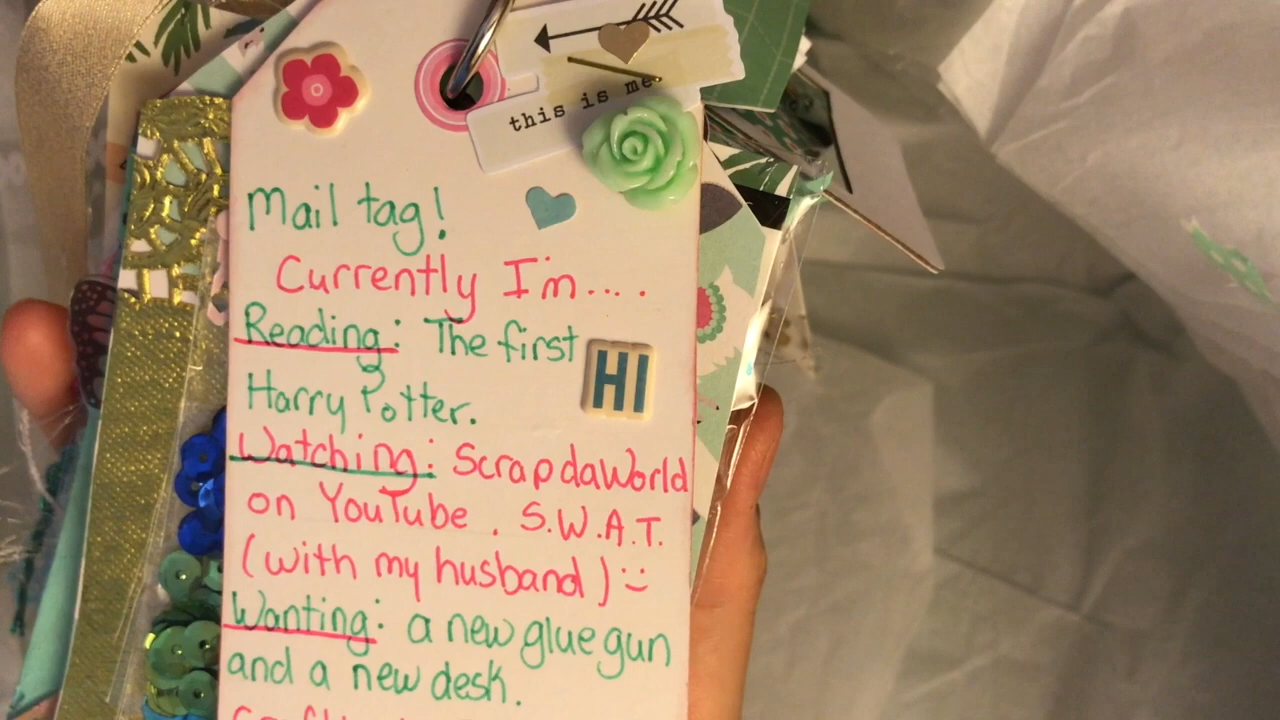 this is me
Mail tag!
Currently I'm....
Reading: The first
Harry Potter.
HI
Watching: ScrapdaWorld
on YouTube. S.W.A.T.
(with my husband) :)
Wanting: a new glue gun
and a new desk.